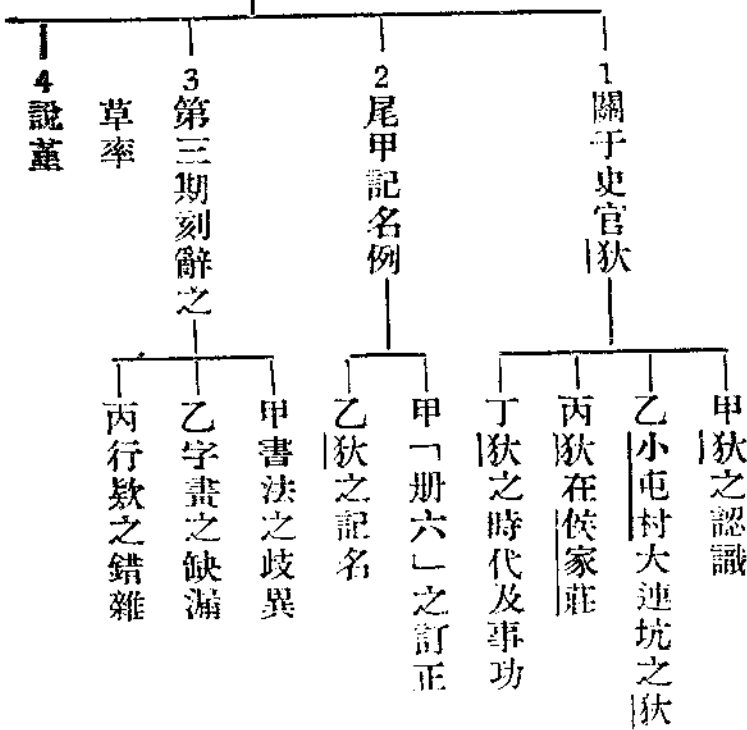 1關于史官狄
甲狄之認識
乙小屯村大連坑之狄
丙狄在侯家莊
丁狄之時代及事功
2尾甲記名例
甲「册六」之訂正
乙狄之記名
3第三期刻辭之
草率
甲書法之歧異
乙字畫之缺漏
丙行款之錯雜
4說堇